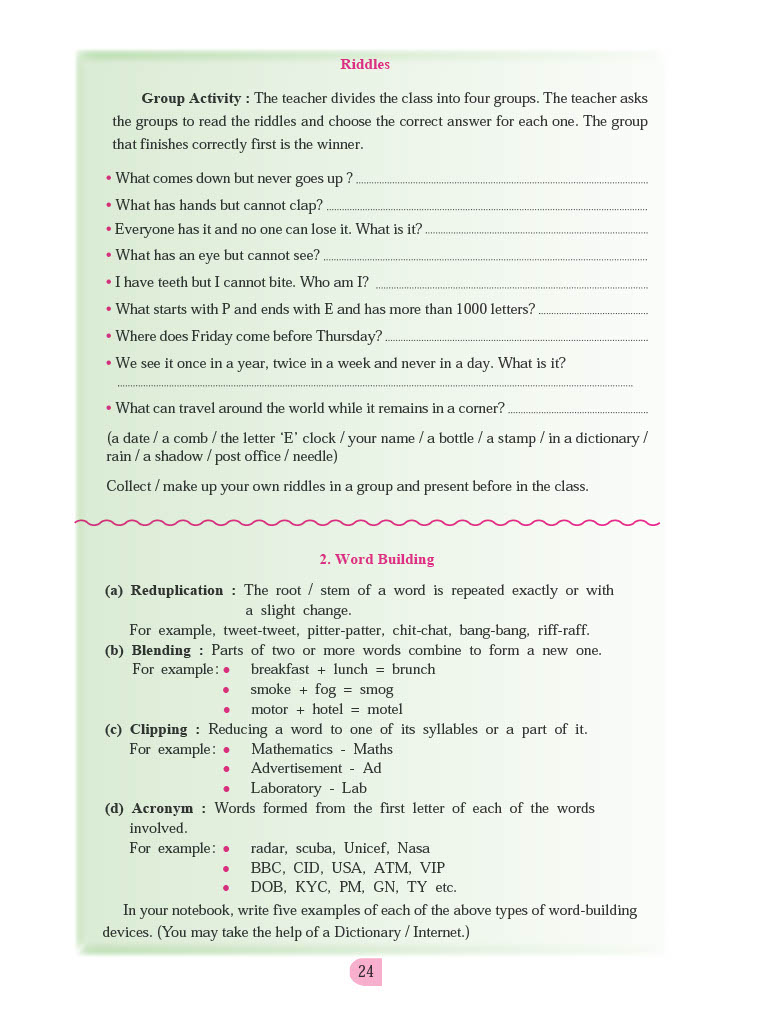 Riddles
Group Activity : The teacher divides the class into four groups. The teacher asks
the groups to read the riddles and choose the correct answer for each one. The group
that finishes correctly first is the winner.
• What comes down but never goes up ? ............
• What has hands but cannot clap? ............
• Everyone has it and no one can lose it. What is it? ............
• What has an eye but cannot see? ............
• I have teeth but I cannot bite. Who am I? ............
• What starts with P and ends with E and has more than 1000 letters? ............
• Where does Friday come before Thursday? ............
• We see it once in a year, twice in a week and never in a day. What is it?
............
• What can travel around the world while it remains in a corner? ............
(a date / a comb / the letter ‘E’ clock / your name / a bottle / a stamp / in a dictionary /
rain / a shadow / post office / needle)
Collect / make up your own riddles in a group and present before in the class.
2. Word Building
(a) Reduplication : The root / stem of a word is repeated exactly or with
a slight change.
For example, tweet-tweet, pitter-patter, chit-chat, bang-bang, riff-raff.
(b) Blending : Parts of two or more words combine to form a new one.
For example: • breakfast + lunch = brunch
• smoke + fog = smog
• motor + hotel = motel
(c) Clipping : Reducing a word to one of its syllables or a part of it.
For example: • Mathematics - Maths
• Advertisement - Ad
• Laboratory - Lab
(d) Acronym : Words formed from the first letter of each of the words
involved.
For example: • radar, scuba, Unicef, Nasa
• BBC, CID, USA, ATM, VIP
• DOB, KYC, PM, GN, TY etc.
In your notebook, write five examples of each of the above types of word-building
devices. (You may take the help of a Dictionary / Internet.)
24